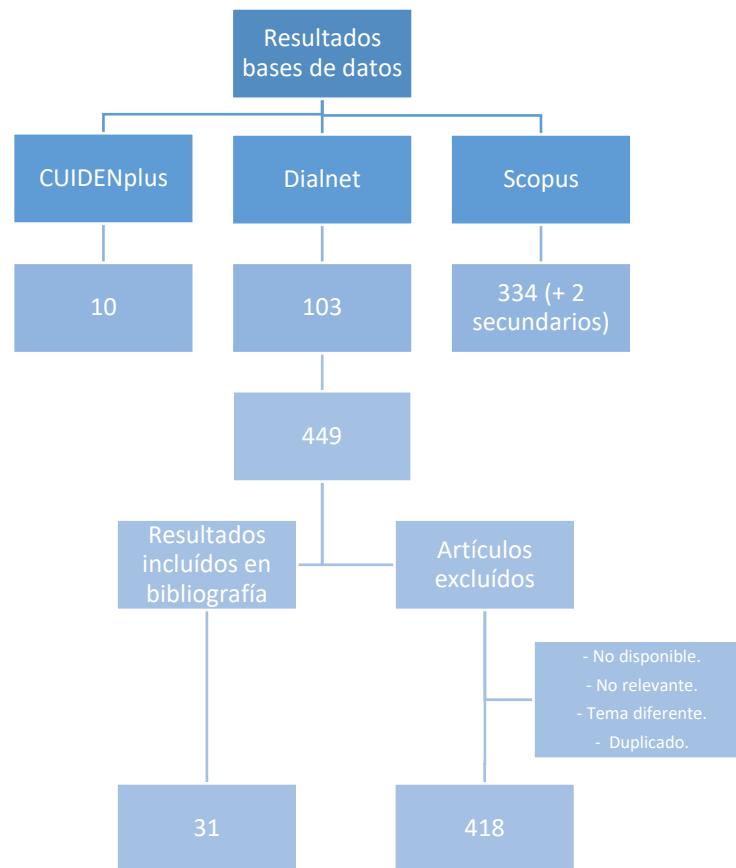 Resultados
bases de datos
CUIDENplus
Dialnet
Scopus
10
103
334 (+ 2
secundarios)
449
Resultados
incluídos en
bibliografía
Artículos
excluídos
- No disponible.
- No relevante.
- Tema diferente.
- Duplicado.
31
418